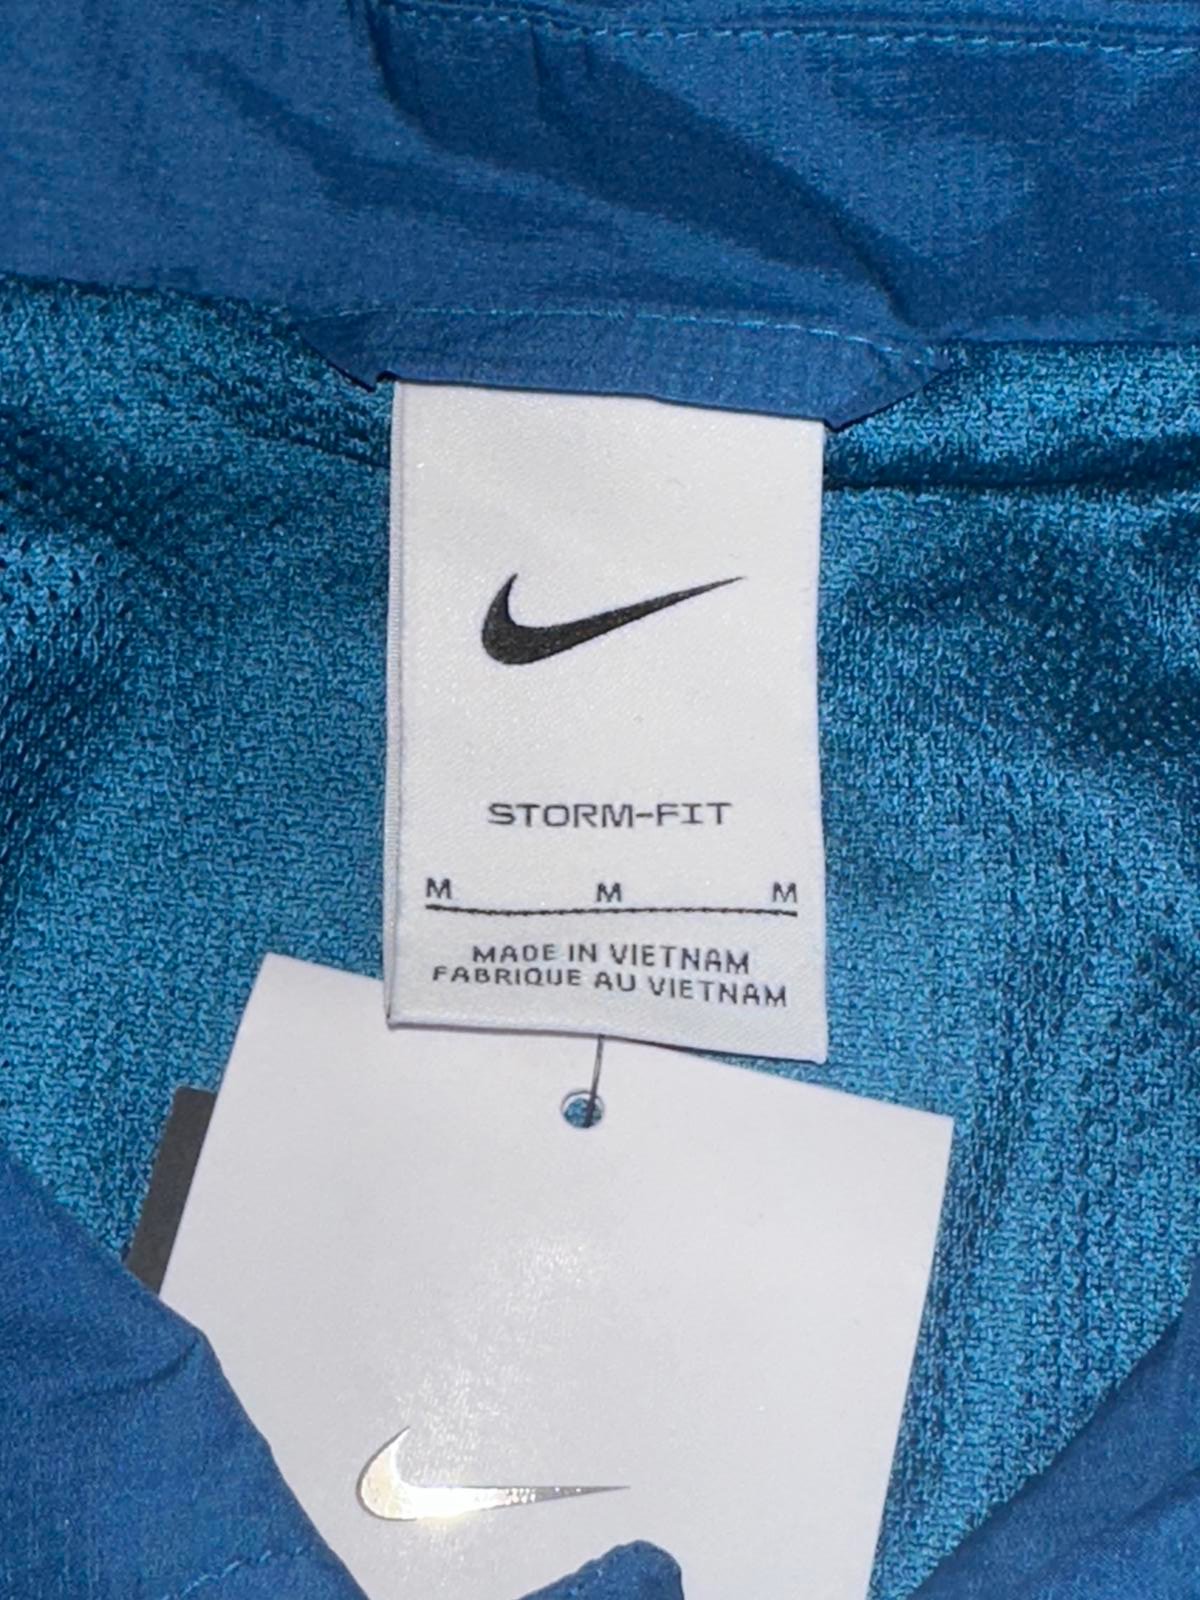 STORM-FIT
M M M
MADE IN VIETNAM
FABRIQUE AU VIETNAM